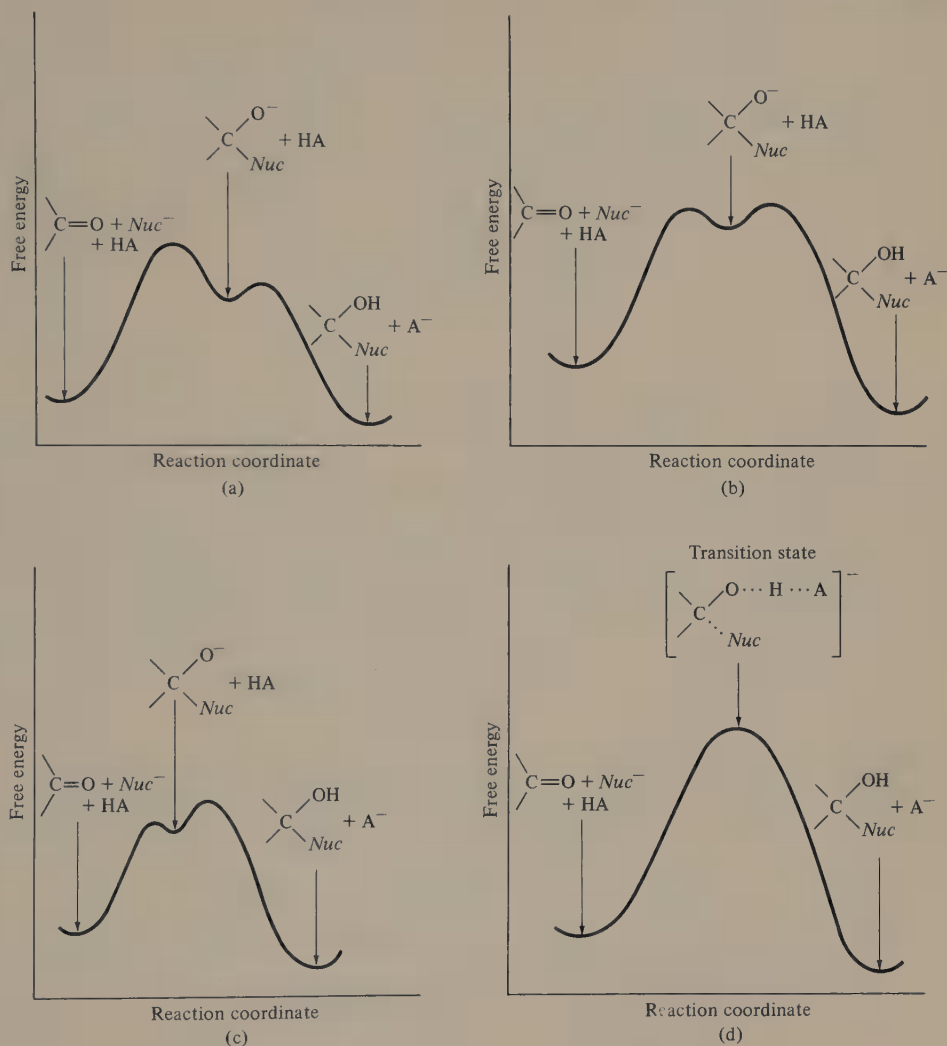 O−
C + HA
Nuc
C=O + Nuc−
+ HA
OH
C + A−
Nuc
Free energy
Reaction coordinate
(a)
O−
C + HA
Nuc
C=O + Nuc−
+ HA
OH
C + A−
Nuc
Free energy
Reaction coordinate
(b)
O−
C + HA
Nuc
C=O + Nuc−
+ HA
OH
C + A−
Nuc
Free energy
Reaction coordinate
(c)
Transition state
O···H···A −
C
Nuc
C=O + Nuc−
+ HA
OH
C + A−
Nuc
Free energy
Reaction coordinate
(d)